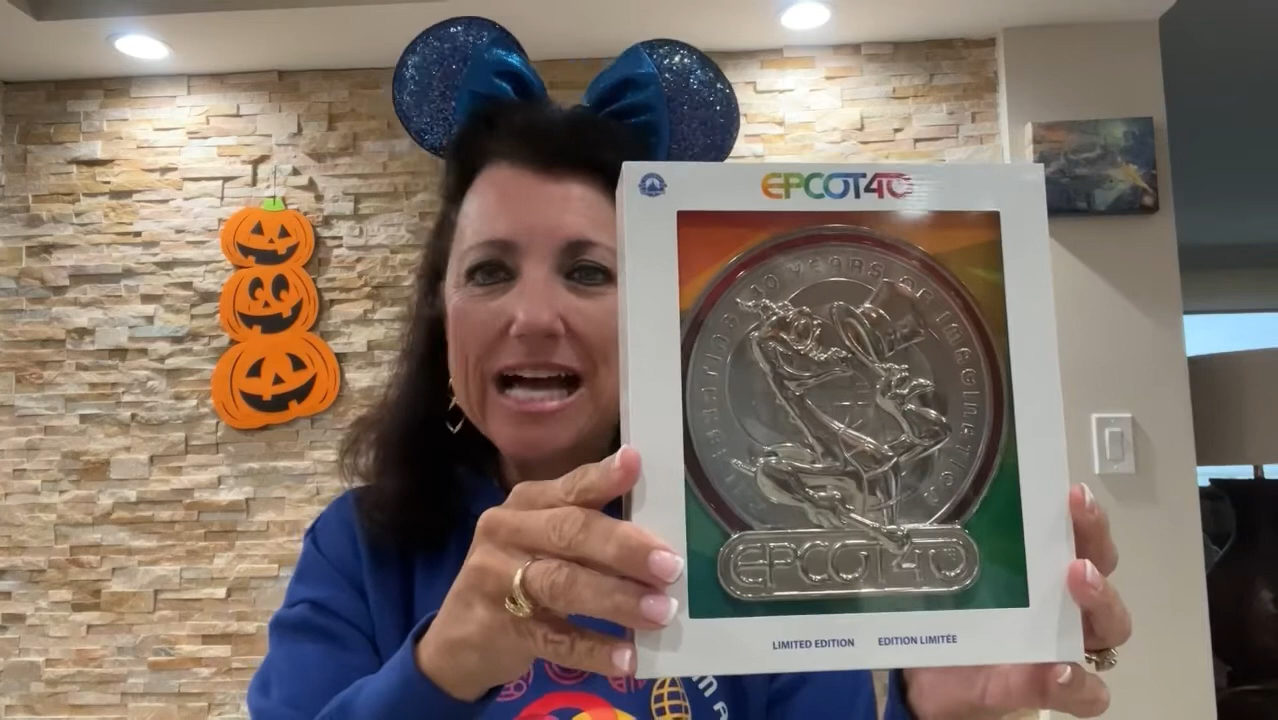 EPCOT40
40 YEARS OF IMAGINATION
EPCOT40
LIMITED EDITION EDITION LIMITÉE